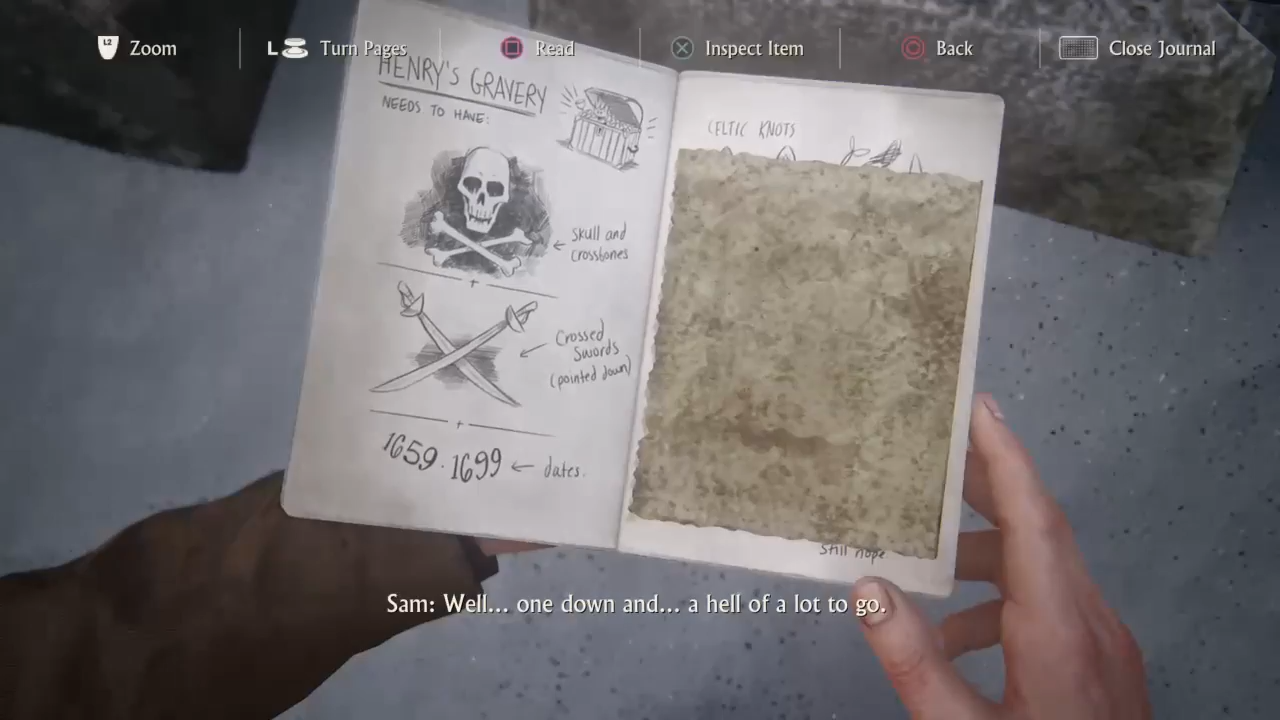 L2 Zoom
L Turn Pages
Read
Inspect Item
Back
Close Journal
HENRY'S GRAVERY
NEEDS TO HAVE:
Skull and
Crossbones
Crossed
Swords
(pointed down)
1659 · 1699 ← dates.
CELTIC KNOTS
Still nope
Sam: Well... one down and... a hell of a lot to go.